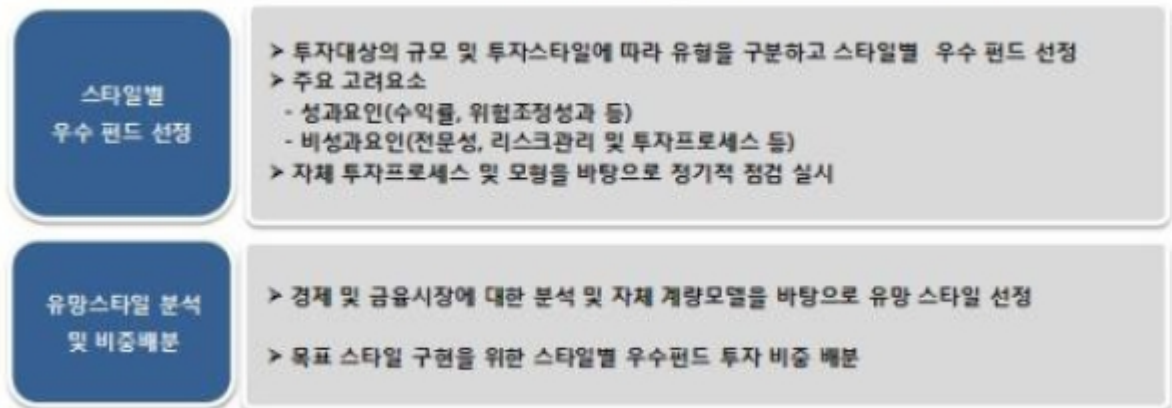 스타일별
우수 펀드 선정
➢ 투자대상의 규모 및 투자스타일에 따라 유형을 구분하고 스타일별 우수 펀드 선정
➢ 주요 고려요소
- 성과요인(수익률, 위험조정성과 등)
- 비성과요인(전문성, 리스크관리 및 투자프로세스 등)
➢ 자체 투자프로세스 및 모형을 바탕으로 정기적 점검 실시
유망스타일 분석
및 비중배분
➢ 경제 및 금융시장에 대한 분석 및 자체 계량모델을 바탕으로 유망 스타일 선정
➢ 목표 스타일 구현을 위한 스타일별 우수펀드 투자 비중 배분